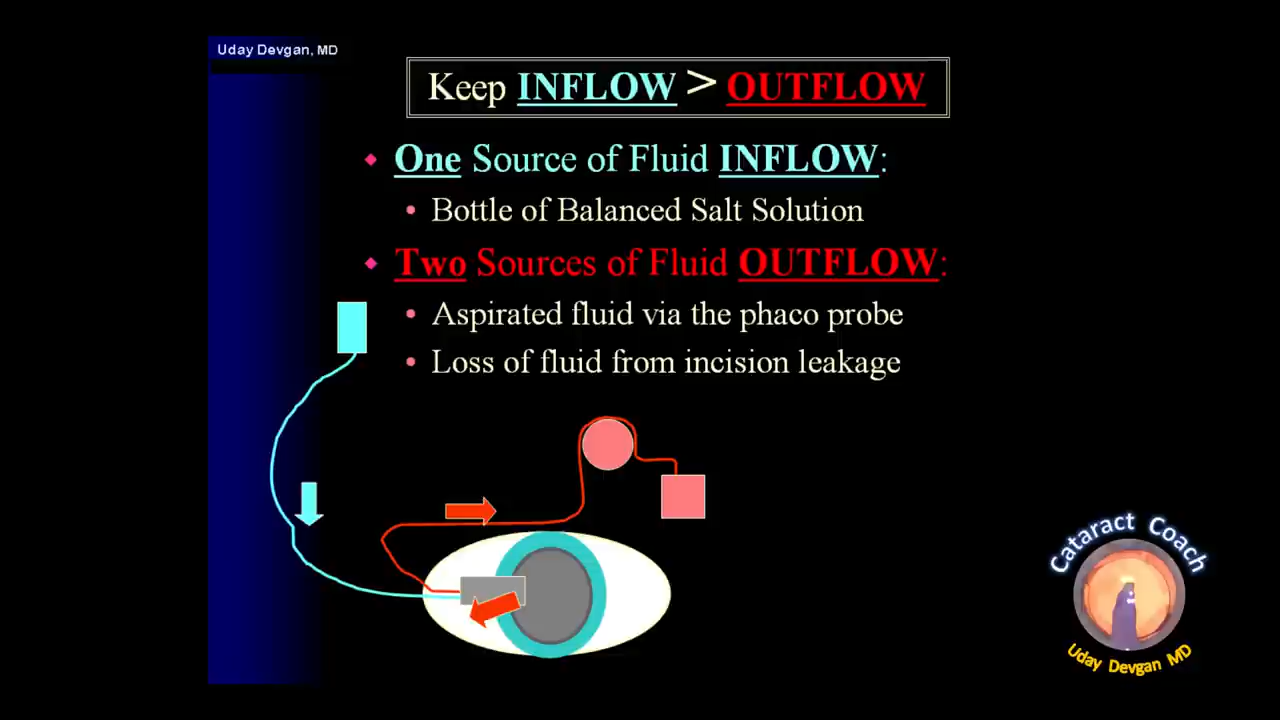 Uday Devgan, MD
Keep INFLOW > OUTFLOW
One Source of Fluid INFLOW:
Bottle of Balanced Salt Solution
Two Sources of Fluid OUTFLOW:
Aspirated fluid via the phaco probe
Loss of fluid from incision leakage
Cataract Coach
Uday Devgan MD